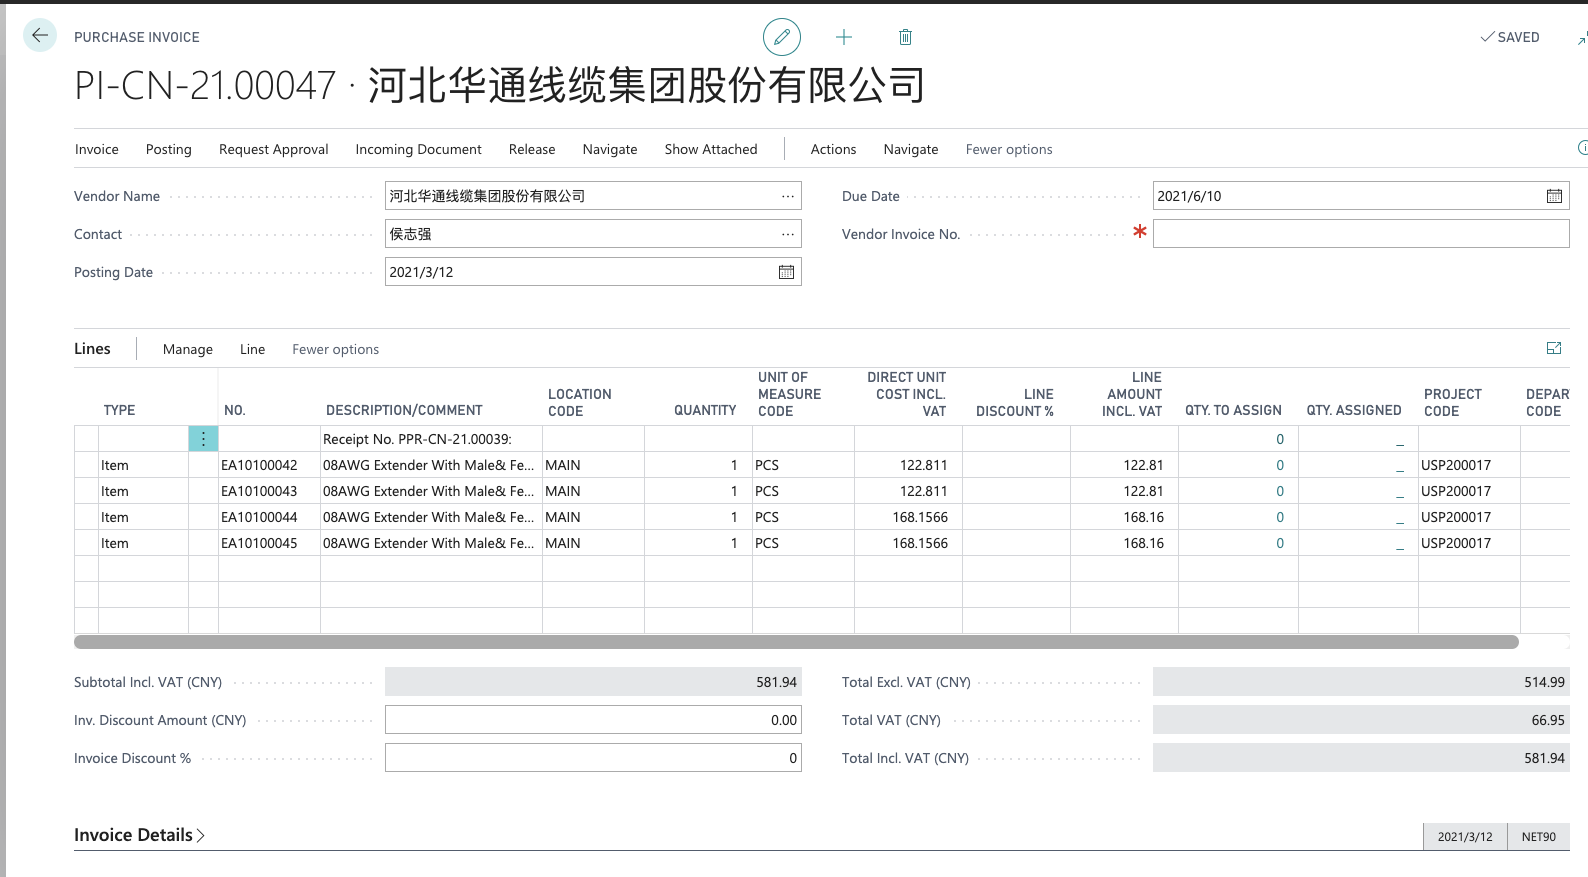 PURCHASE INVOICE
SAVED
PI-CN-21.00047 · 河北华通线缆集团股份有限公司
Invoice Posting Request Approval Incoming Document Release Navigate Show Attached Actions Navigate Fewer options
Vendor Name 河北华通线缆集团股份有限公司 ... Due Date 2021/6/10
Contact 侯志强 ... Vendor Invoice No. *
Posting Date 2021/3/12
Lines Manage Line Fewer options
TYPE NO. DESCRIPTION/COMMENT LOCATION CODE QUANTITY UNIT OF MEASURE CODE DIRECT UNIT COST INCL. VAT LINE DISCOUNT % LINE AMOUNT INCL. VAT QTY. TO ASSIGN QTY. ASSIGNED PROJECT CODE DEPAR CODE
Receipt No. PPR-CN-21.00039: 0 _
Item EA10100042 08AWG Extender With Male& Fe... MAIN 1 PCS 122.811 122.81 0 _ USP200017
Item EA10100043 08AWG Extender With Male& Fe... MAIN 1 PCS 122.811 122.81 0 _ USP200017
Item EA10100044 08AWG Extender With Male& Fe... MAIN 1 PCS 168.1566 168.16 0 _ USP200017
Item EA10100045 08AWG Extender With Male& Fe... MAIN 1 PCS 168.1566 168.16 0 _ USP200017
Subtotal Incl. VAT (CNY) 581.94 Total Excl. VAT (CNY) 514.99
Inv. Discount Amount (CNY) 0.00 Total VAT (CNY) 66.95
Invoice Discount % 0 Total Incl. VAT (CNY) 581.94
Invoice Details 2021/3/12 NET90